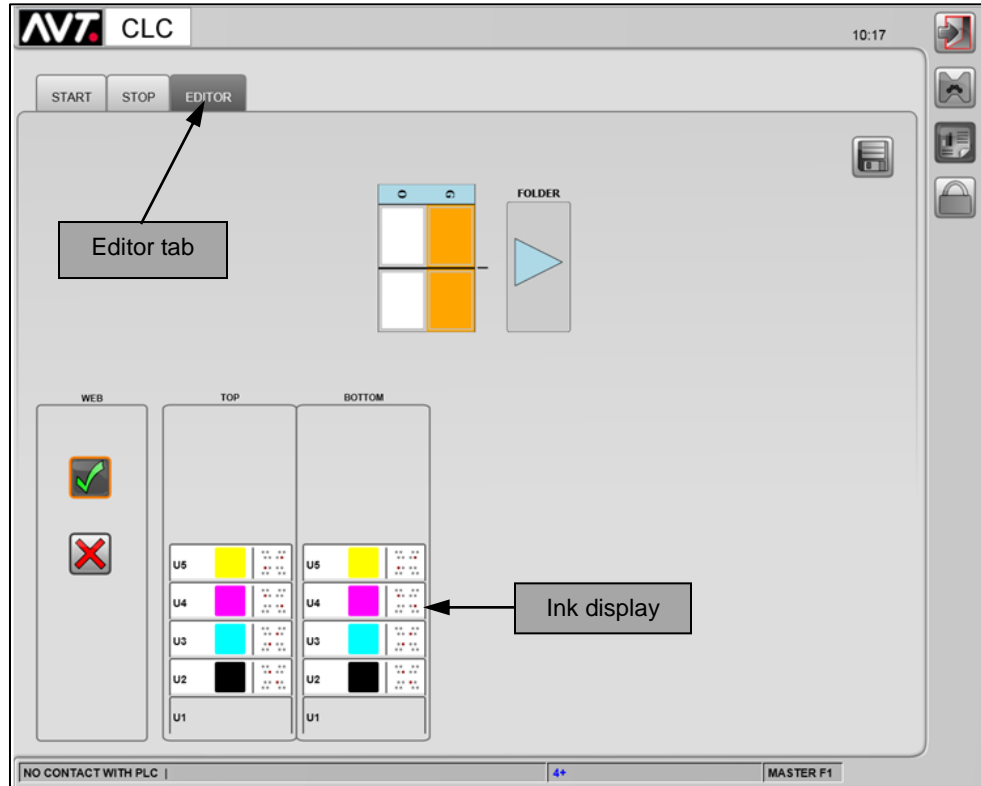 AVT. CLC
10:17
START STOP EDITOR
O G FOLDER
Editor tab
WEB TOP BOTTOM
U5 U5
U4 U4
Ink display
U3 U3
U2 U2
U1 U1
NO CONTACT WITH PLC | 4+ MASTER F1